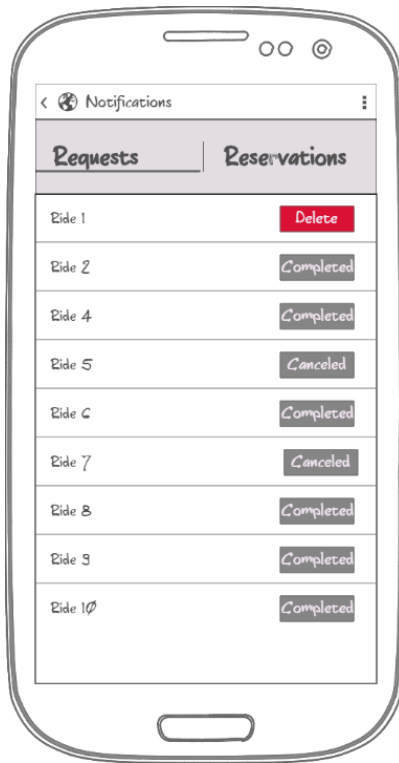 Notifications
Requests Reservations
Ride 1 Delete
Ride 2 Completed
Ride 4 Completed
Ride 5 Canceled
Ride 6 Completed
Ride 7 Canceled
Ride 8 Completed
Ride 9 Completed
Ride 10 Completed